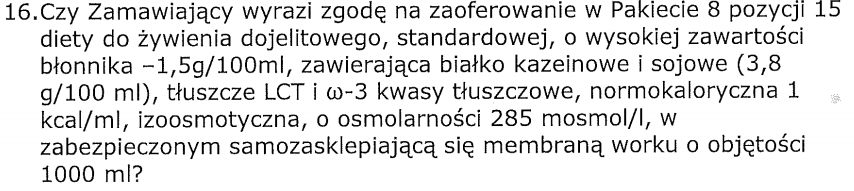 16.Czy Zamawiający wyrazi zgodę na zaoferowanie w Pakiecie 8 pozycji 15
diety do żywienia dojelitowego, standardowej, o wysokiej zawartości
błonnika –1,5g/100ml, zawierająca białko kazeinowe i sojowe (3,8
g/100 ml), tłuszcze LCT i ω-3 kwasy tłuszczowe, normokaloryczna 1
kcal/ml, izoosmotyczna, o osmolarności 285 mosmol/l, w
zabezpieczonym samozasklepiającą się membraną worku o objętości
1000 ml?